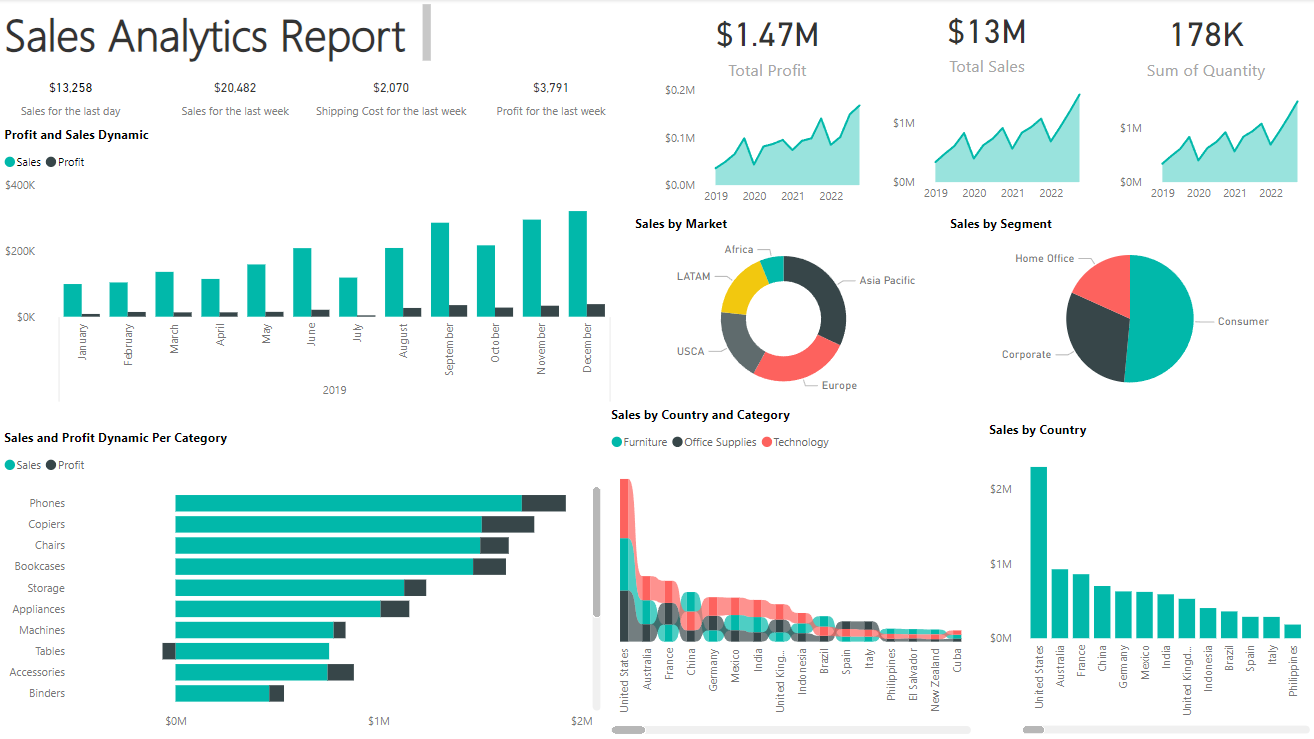 Sales Analytics Report
$13,258
Sales for the last day
$20,482
Sales for the last week
$2,070
Shipping Cost for the last week
$3,791
Profit for the last week
$1.47M
Total Profit
$0.2M
$0.1M
$0.0M
2019 2020 2021 2022
$13M
Total Sales
$1M
$0M
2019 2020 2021 2022
178K
Sum of Quantity
$1M
$0M
2019 2020 2021 2022
Profit and Sales Dynamic
Sales Profit
$400K
$200K
$0K
January February March April May June July August September October November December
2019
Sales by Market
Africa
LATAM
Asia Pacific
USCA
Europe
Sales by Segment
Home Office
Consumer
Corporate
Sales and Profit Dynamic Per Category
Sales Profit
Phones
Copiers
Chairs
Bookcases
Storage
Appliances
Machines
Tables
Accessories
Binders
$0M $1M $2M
Sales by Country and Category
Furniture Office Supplies Technology
United States Australia France China Germany Mexico India United King... Indonesia Brazil Spain Italy Philippines El Salvador New Zealand Cuba
Sales by Country
$2M
$1M
$0M
United States Australia France China Germany Mexico India United Kingd... Indonesia Brazil Spain Italy Philippines